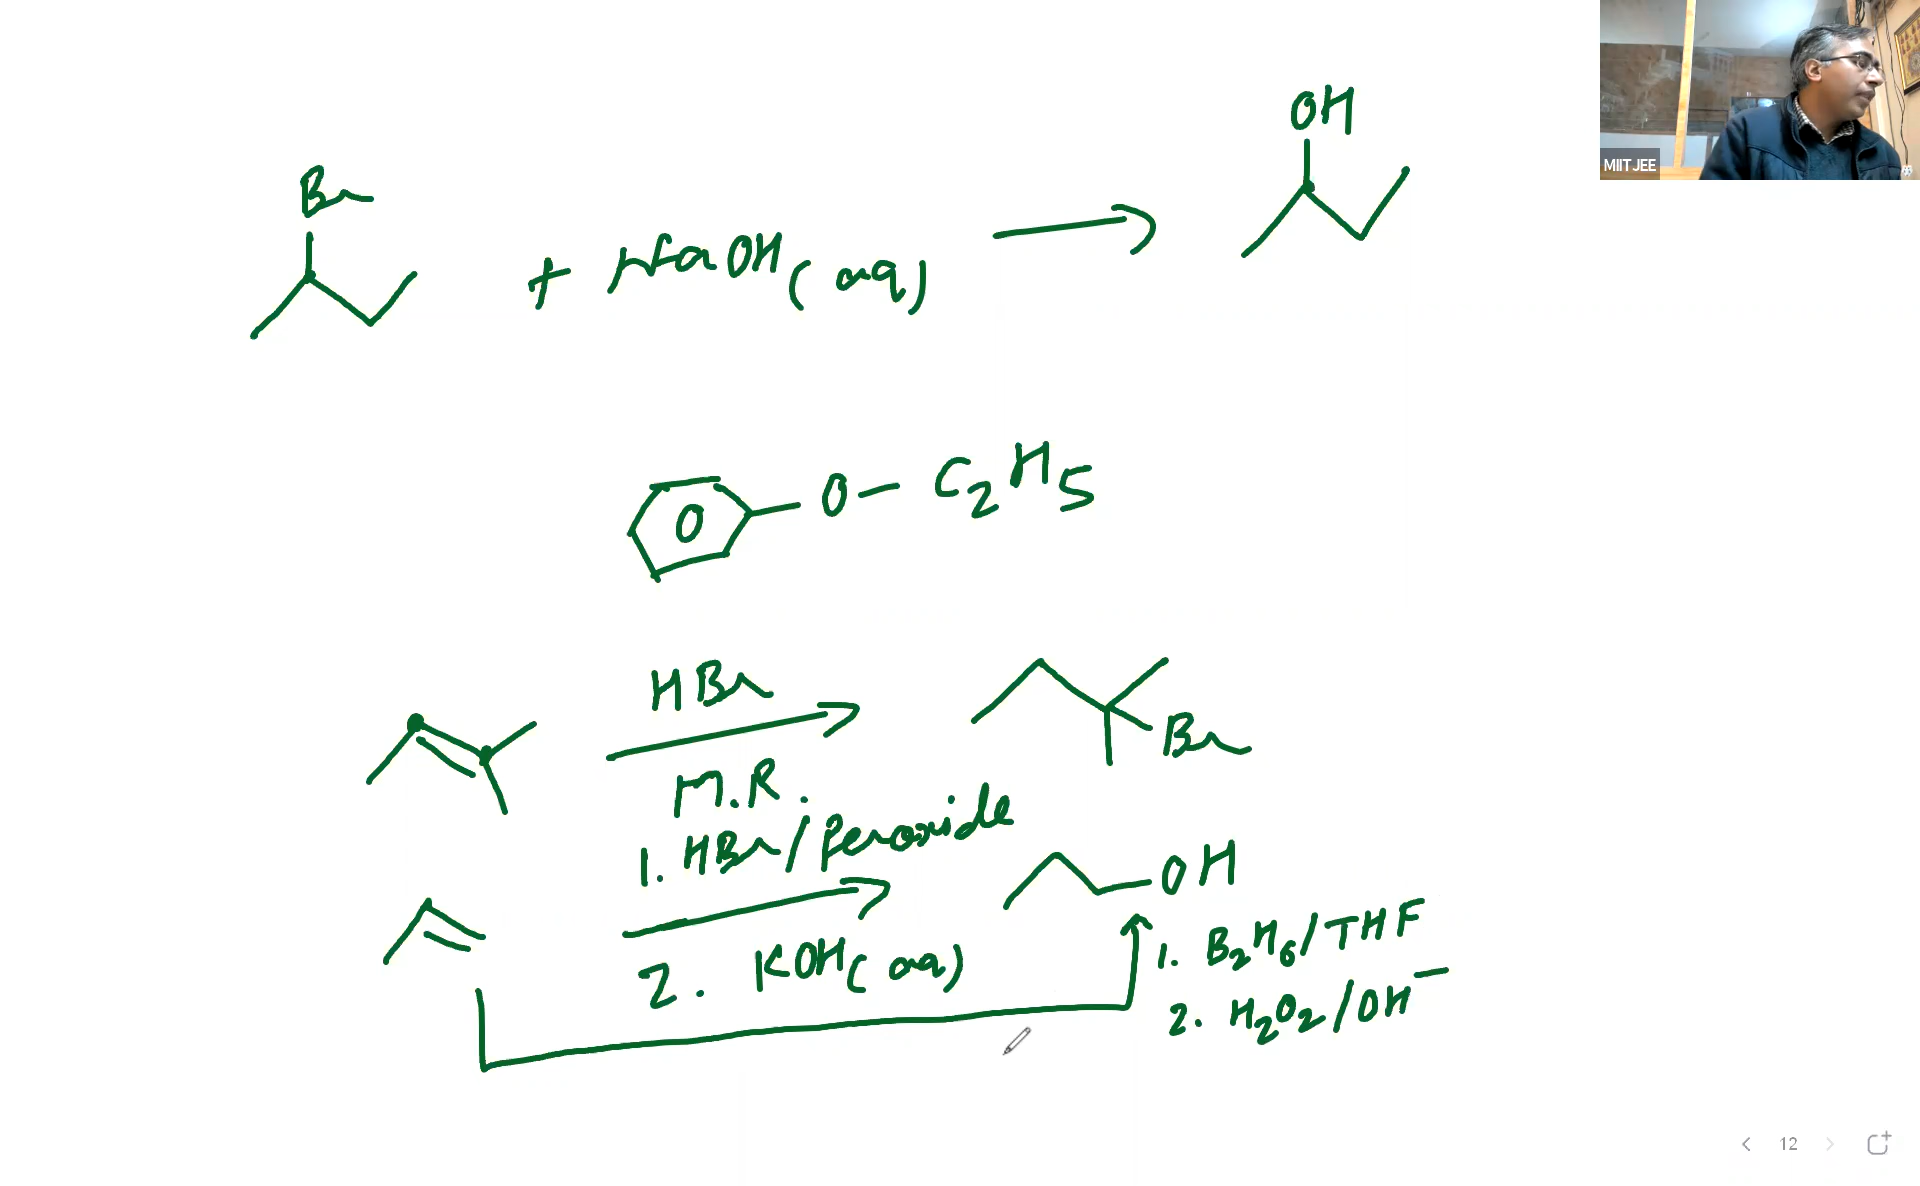 MIIT JEE
OH
Br
+ NaOH(aq)
O - C2H5
HBr
M.R.
Br
1. HBr/Peroxide
OH
2. KOH(aq)
1. B2H6/THF
2. H2O2/OH⁻
12